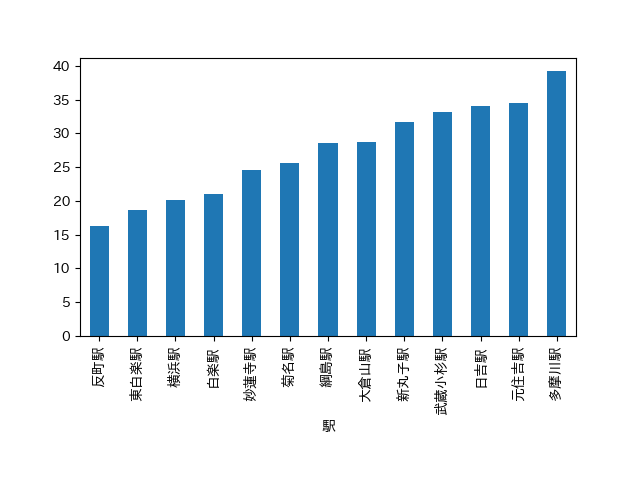 40
35
30
25
20
15
10
5
0
反町駅
東白楽駅
横浜駅
白楽駅
妙蓮寺駅
菊名駅
綱島駅
大倉山駅
新丸子駅
武蔵小杉駅
日吉駅
元住吉駅
多摩川駅
駅